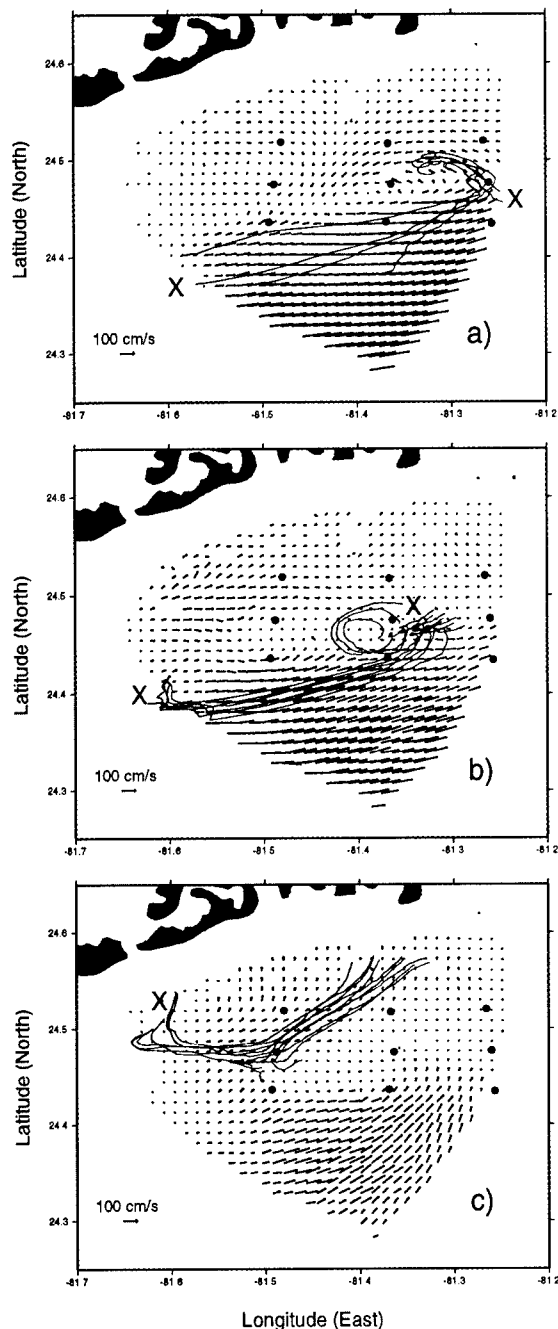 24.6
24.5
24.4
24.3
Latitude (North)
X
X
100 cm/s
a)
-81.7 -81.6 -81.5 -81.4 -81.3 -81.2
24.6
24.5
24.4
24.3
Latitude (North)
X
X
100 cm/s
b)
-81.7 -81.6 -81.5 -81.4 -81.3 -81.2
24.6
24.5
24.4
24.3
Latitude (North)
X
100 cm/s
c)
-81.7 -81.6 -81.5 -81.4 -81.3 -81.2
Longitude (East)